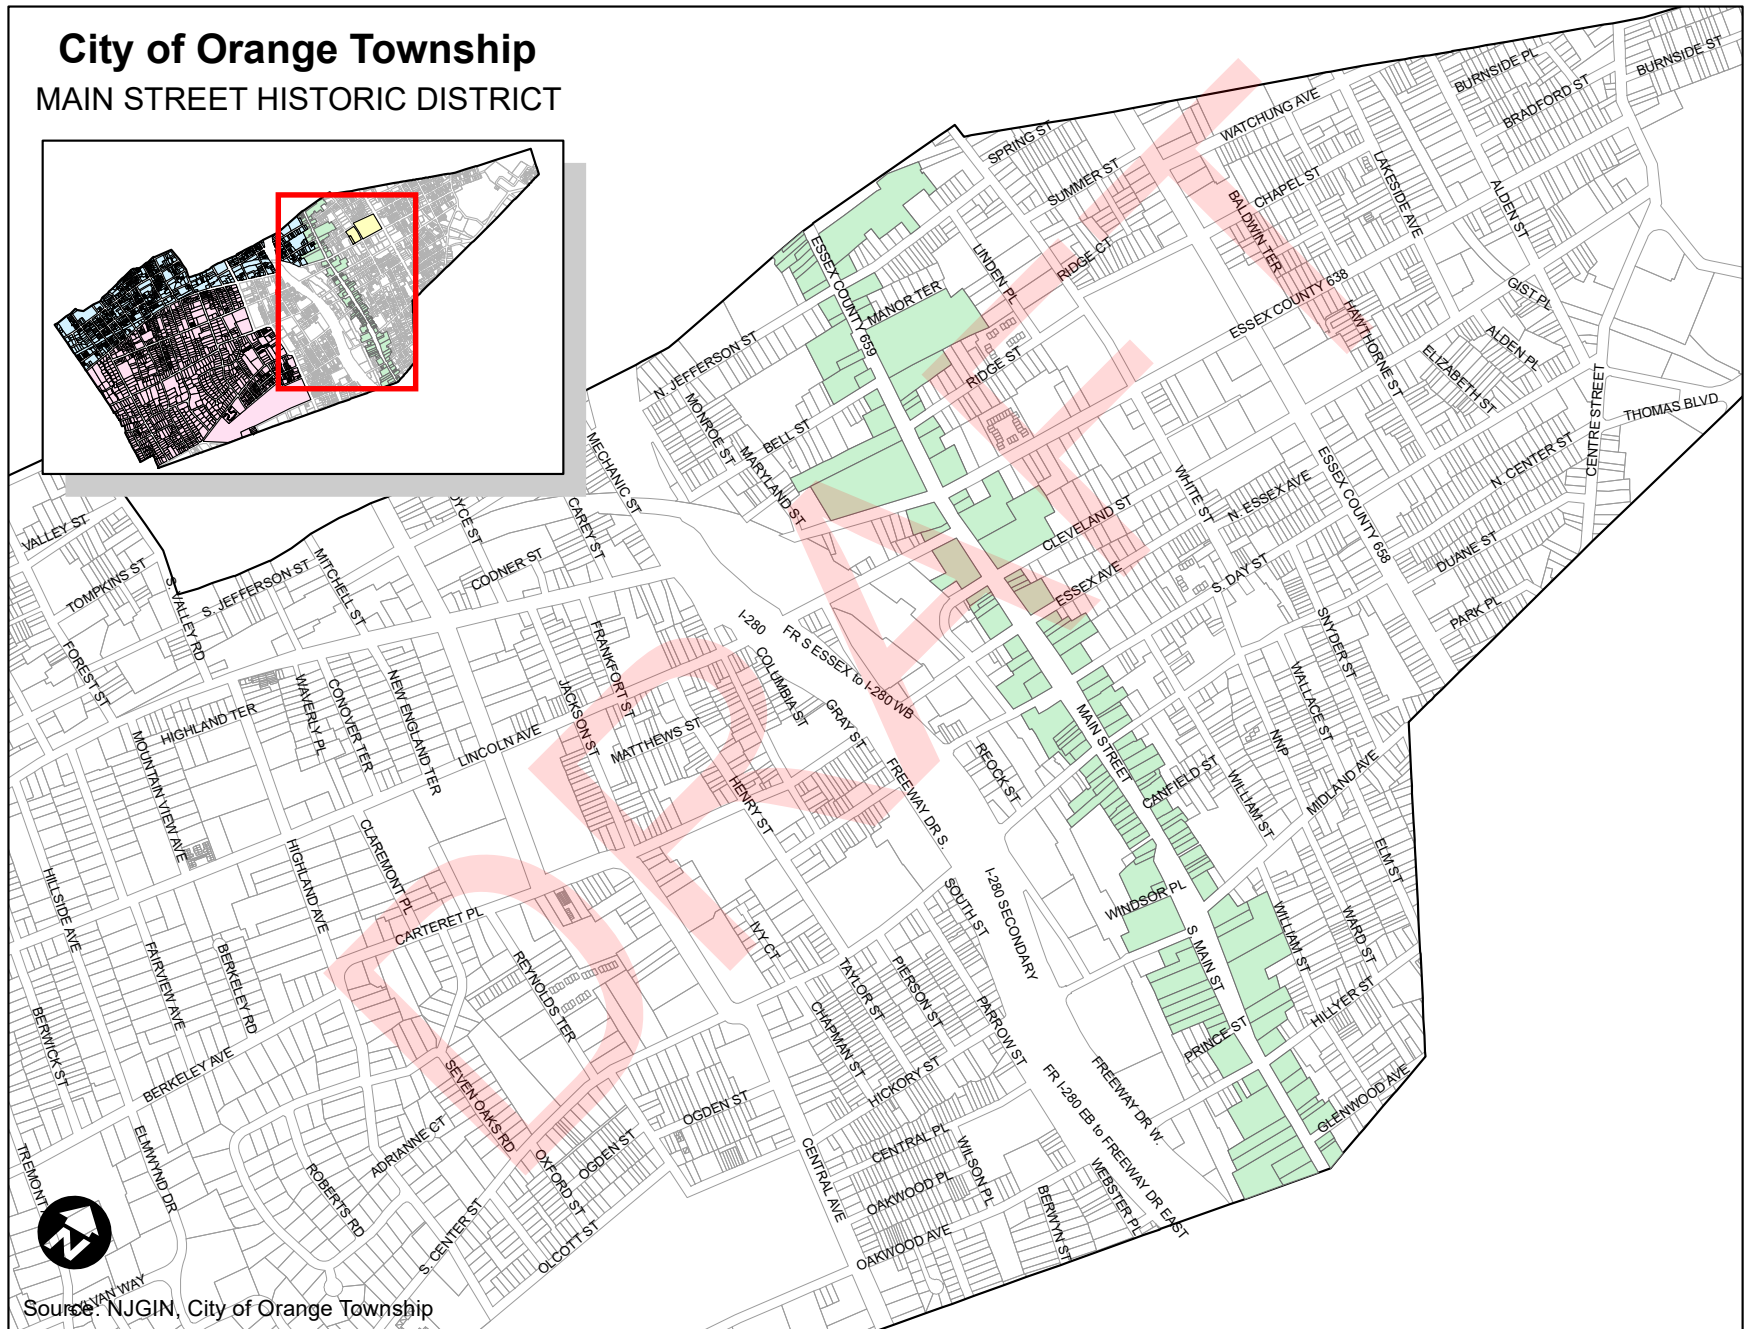 City of Orange Township
MAIN STREET HISTORIC DISTRICT
BURNSIDE PL
BURNSIDE ST
BRADFORD ST
WATCHUNG AVE
SPRING ST
SUMMER ST
CHAPEL ST
LAKESIDE AVE
BALDWIN TER
ALDEN ST
ESSEX COUNTY 659
LINDEN PL
RIDGE CT
MANOR TER
ESSEX COUNTY 638
GIST PL
HAWTHORNE ST
ALDEN PL
ELIZABETH ST
N. JEFFERSON ST
RIDGE ST
CENTRE STREET
THOMAS BLVD
MONROE ST
BELL ST
MARYLAND ST
MECHANIC ST
N. CENTER ST
WHITE ST
N. ESSEX AVE
ESSEX COUNTY 658
CLEVELAND ST
CAREY ST
VALLEY ST
TOMPKINS ST
S. VALLEY RD
S. JEFFERSON ST
MITCHELL ST
CODNER ST
DUANE ST
ESSEX AVE
S. DAY ST
PARK PL
SNYDER ST
I-280
FR S ESSEX to I-280 WB
FOREST ST
FRANKFORT ST
COLUMBIA ST
WALLACE ST
WAVERLY PL
CONOVER TER
NEW ENGLAND TER
JACKSON ST
HIGHLAND TER
LINCOLN AVE
MATTHEWS ST
GRAY ST
MAIN STREET
NNP
REOCK ST
MOUNTAIN VIEW AVE
HENRY ST
FREEWAY DR S.
CANFIELD ST
WILLIAM ST
MIDLAND AVE
ELM ST
HIGHLAND AVE
CLAREMONT PL
HILLSIDE AVE
I-280 SECONDARY
SOUTH ST
WINDSOR PL
WILLIAM ST
WARD ST
CARTERET PL
IVY CT
S. MAIN ST
FAIRVIEW AVE
BERKELEY RD
REYNOLDS TER
TAYLOR ST
PIERSON ST
PARROW ST
HILLYER ST
BERWICK ST
CHAPMAN ST
PRINCE ST
BERKELEY AVE
SEVEN OAKS RD
HICKORY ST
FREEWAY DR W.
GLENWOOD AVE
FR I-280 EB to FREEWAY DR EAST
OGDEN ST
ADRIANNE CT
ELMWYND DR
TREMONT
CENTRAL PL
OXFORD ST
OGDEN ST
CENTRAL AVE
WILSON PL
WEBSTER PL
ROBERTS RD
OAKWOOD PL
BERWYN ST
S. CENTER ST
OLCOTT ST
OAKWOOD AVE
N
Source: NJGIN, City of Orange Township
DRAFT